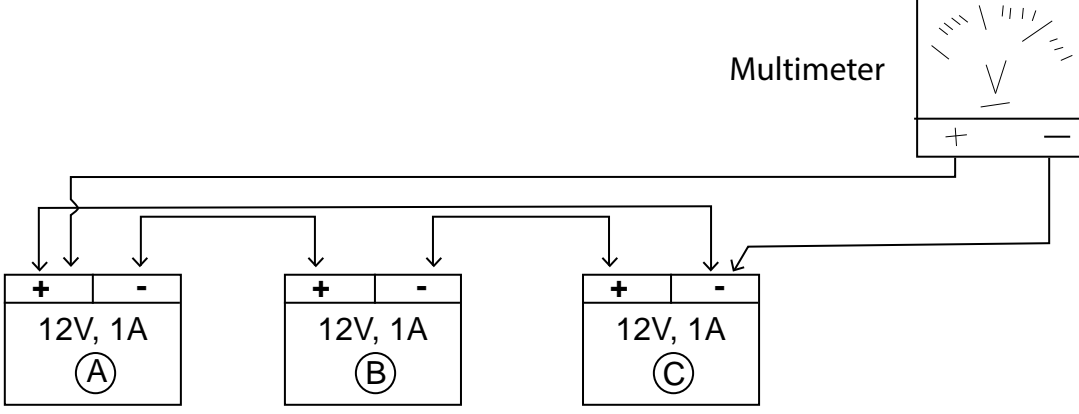 Multimeter
V
+ −
+ - + - + -
12V, 1A 12V, 1A 12V, 1A
A B C